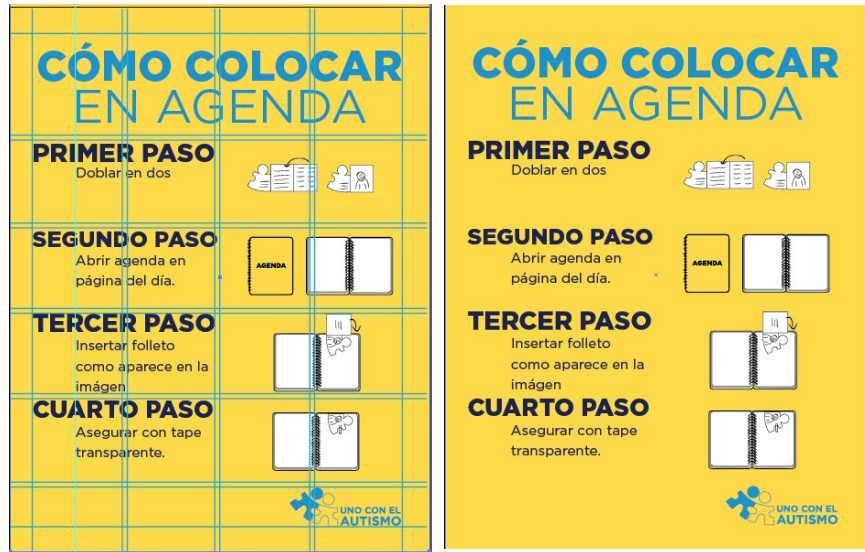 CÓMO COLOCAR
EN AGENDA
PRIMER PASO
Doblar en dos
SEGUNDO PASO
Abrir agenda en
página del día.
AGENDA
TERCER PASO
Insertar folleto
como aparece en la
imágen
CUARTO PASO
Asegurar con tape
transparente.
UNO CON EL
AUTISMO
CÓMO COLOCAR
EN AGENDA
PRIMER PASO
Doblar en dos
SEGUNDO PASO
Abrir agenda en
página del día.
AGENDA
TERCER PASO
Insertar folleto
como aparece en la
imágen
CUARTO PASO
Asegurar con tape
transparente.
UNO CON EL
AUTISMO